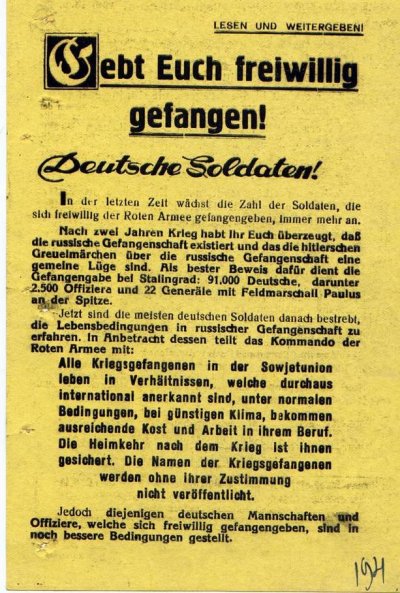 LESEN UND WEITERGEBEN!
Gebt Euch freiwillig
gefangen!
Deutsche Soldaten!
In der letzten Zeit wächst die Zahl der Soldaten, die
sich freiwillig der Roten Armee gefangengeben, immer mehr an.
Nach zwei Jahren Krieg habt Ihr Euch überzeugt, daß
die russische Gefangenschaft existiert und das die hitlerschen
Greuelmärchen über die russische Gefangenschaft eine
gemeine Lüge sind. Als bester Beweis dafür dient die
Gefangengabe bei Stalingrad: 91.000 Deutsche, darunter
2.500 Offiziere und 22 Generäle mit Feldmarschall Paulus
an der Spitze.
Jetzt sind die meisten deutschen Soldaten danach bestrebt,
die Lebensbedingungen in russischer Gefangenschaft zu
erfahren. In Anbetracht dessen teilt das Kommando der
Roten Armee mit:
Alle Kriegsgefangenen in der Sowjetunion
leben in Verhältnissen, welche durchaus
international anerkannt sind, unter normalen
Bedingungen, bei günstigen Klima, bekommen
ausreichende Kost und Arbeit in ihrem Beruf.
Die Heimkehr nach dem Krieg ist ihnen
gesichert. Die Namen der Kriegsgefangenen
werden ohne ihrer Zustimmung
nicht veröffentlicht.
Jedoch diejenigen deutschen Mannschaften und
Offiziere, welche sich freiwillig gefangengeben, sind in
noch bessere Bedingungen gestellt.